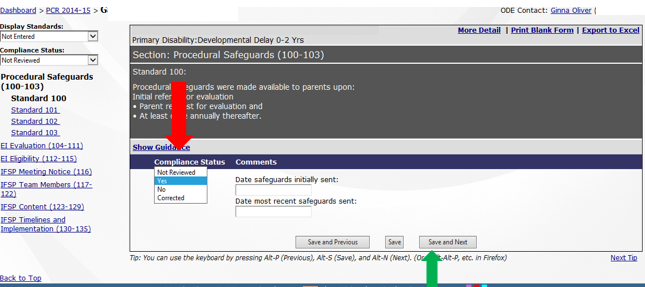 Dashboard > PCR 2014-15 >
ODE Contact: Ginna Oliver (
Display Standards:
Not Entered
Compliance Status:
Not Reviewed
Procedural Safeguards
(100-103)
Standard 100
Standard 101
Standard 102
Standard 103
EI Evaluation (104-111)
EI Eligibility (112-115)
IFSP Meeting Notice (116)
IFSP Team Members (117-
122)
IFSP Content (123-129)
IFSP Timelines and
Implementation (130-135)
Back to Top
More Detail | Print Blank Form | Export to Excel
Primary Disability:Developmental Delay 0-2 Yrs
Section: Procedural Safeguards (100-103)
Standard 100:
Procedural safeguards were made available to parents upon:
Initial referral for evaluation
• Parent request for evaluation and
• At least once annually thereafter.
Show Guidance
Compliance Status Comments
Not Reviewed
Yes
No
Corrected
Date safeguards initially sent:
Date most recent safeguards sent:
Save and Previous Save Save and Next
Tip: You can use the keyboard by pressing Alt-P (Previous), Alt-S (Save), and Alt-N (Next). (Or Alt-P, etc. in Firefox)
Next Tip